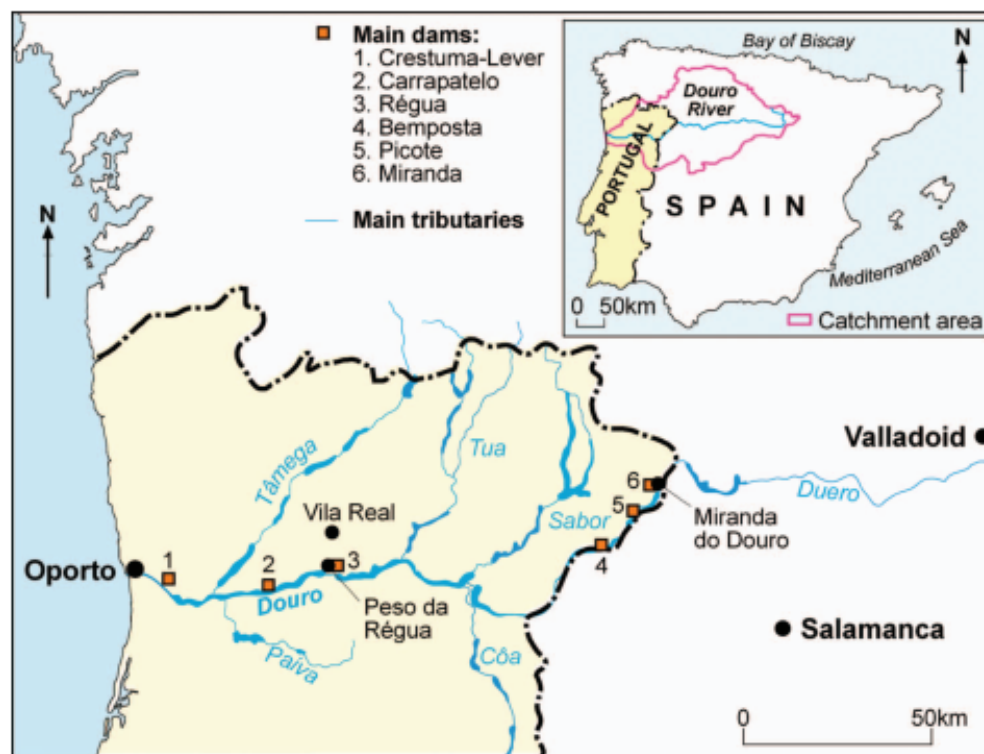 Main dams:
1. Crestuma-Lever
2. Carrapatelo
3. Régua
4. Bemposta
5. Picote
6. Miranda
Main tributaries
N
Bay of Biscay
N
Douro
River
PORTUGAL
SPAIN
Mediterranean Sea
0 50km
Catchment area
Tâmega
Tua
Vila Real
Sabor
6
5
4
Miranda
do Douro
Valladoid
Duero
Oporto
1
2
3
Douro
Peso da
Régua
Paíva
Côa
Salamanca
0 50km